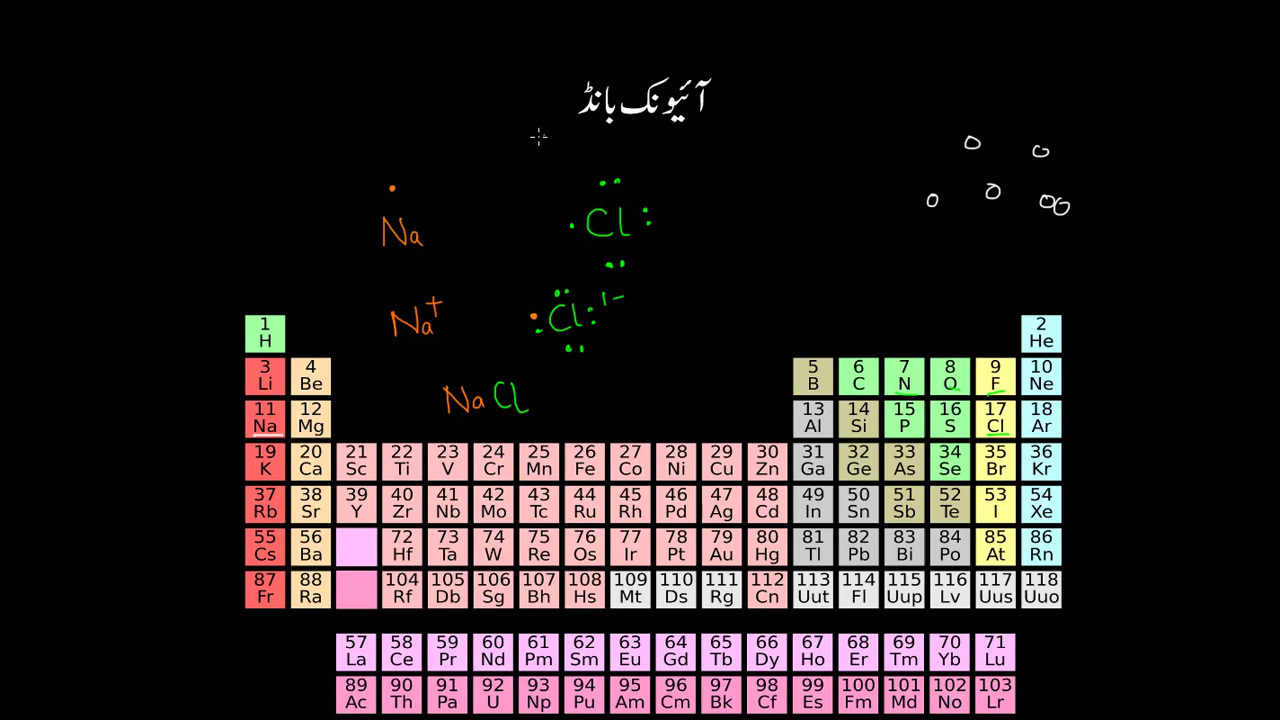 آئیونک بانڈ
Na Cl
Na+ Cl 1-
NaCl
1 2
H He
3 4 5 6 7 8 9 10
Li Be B C N O F Ne
11 12 13 14 15 16 17 18
Na Mg Al Si P S Cl Ar
19 20 21 22 23 24 25 26 27 28 29 30 31 32 33 34 35 36
K Ca Sc Ti V Cr Mn Fe Co Ni Cu Zn Ga Ge As Se Br Kr
37 38 39 40 41 42 43 44 45 46 47 48 49 50 51 52 53 54
Rb Sr Y Zr Nb Mo Tc Ru Rh Pd Ag Cd In Sn Sb Te I Xe
55 56 72 73 74 75 76 77 78 79 80 81 82 83 84 85 86
Cs Ba Hf Ta W Re Os Ir Pt Au Hg Tl Pb Bi Po At Rn
87 88 104 105 106 107 108 109 110 111 112 113 114 115 116 117 118
Fr Ra Rf Db Sg Bh Hs Mt Ds Rg Cn Uut Fl Uup Lv Uus Uuo
57 58 59 60 61 62 63 64 65 66 67 68 69 70 71
La Ce Pr Nd Pm Sm Eu Gd Tb Dy Ho Er Tm Yb Lu
89 90 91 92 93 94 95 96 97 98 99 100 101 102 103
Ac Th Pa U Np Pu Am Cm Bk Cf Es Fm Md No Lr